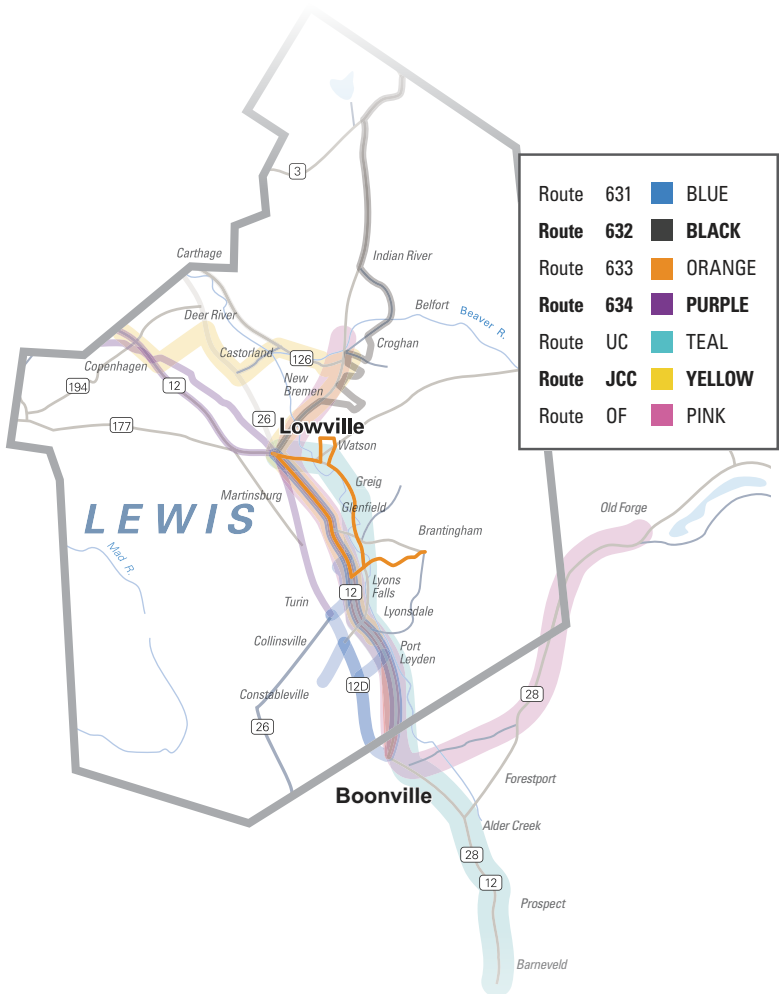 3
Carthage
Indian River
Deer River
Belfort
Beaver R.
Castorland
Croghan
126
Copenhagen
New
Bremen
194
12
177
26
Lowville
Watson
Martinsburg
Greig
Glenfield
LEWIS
Brantingham
Mad R.
Lyons
Falls
12
Turin
Lyonsdale
Collinsville
Port
Leyden
12D
Constableville
26
Boonville
Old Forge
28
Forestport
Alder Creek
28
12
Prospect
Barneveld
Route 631 BLUE
Route 632 BLACK
Route 633 ORANGE
Route 634 PURPLE
Route UC TEAL
Route JCC YELLOW
Route OF PINK